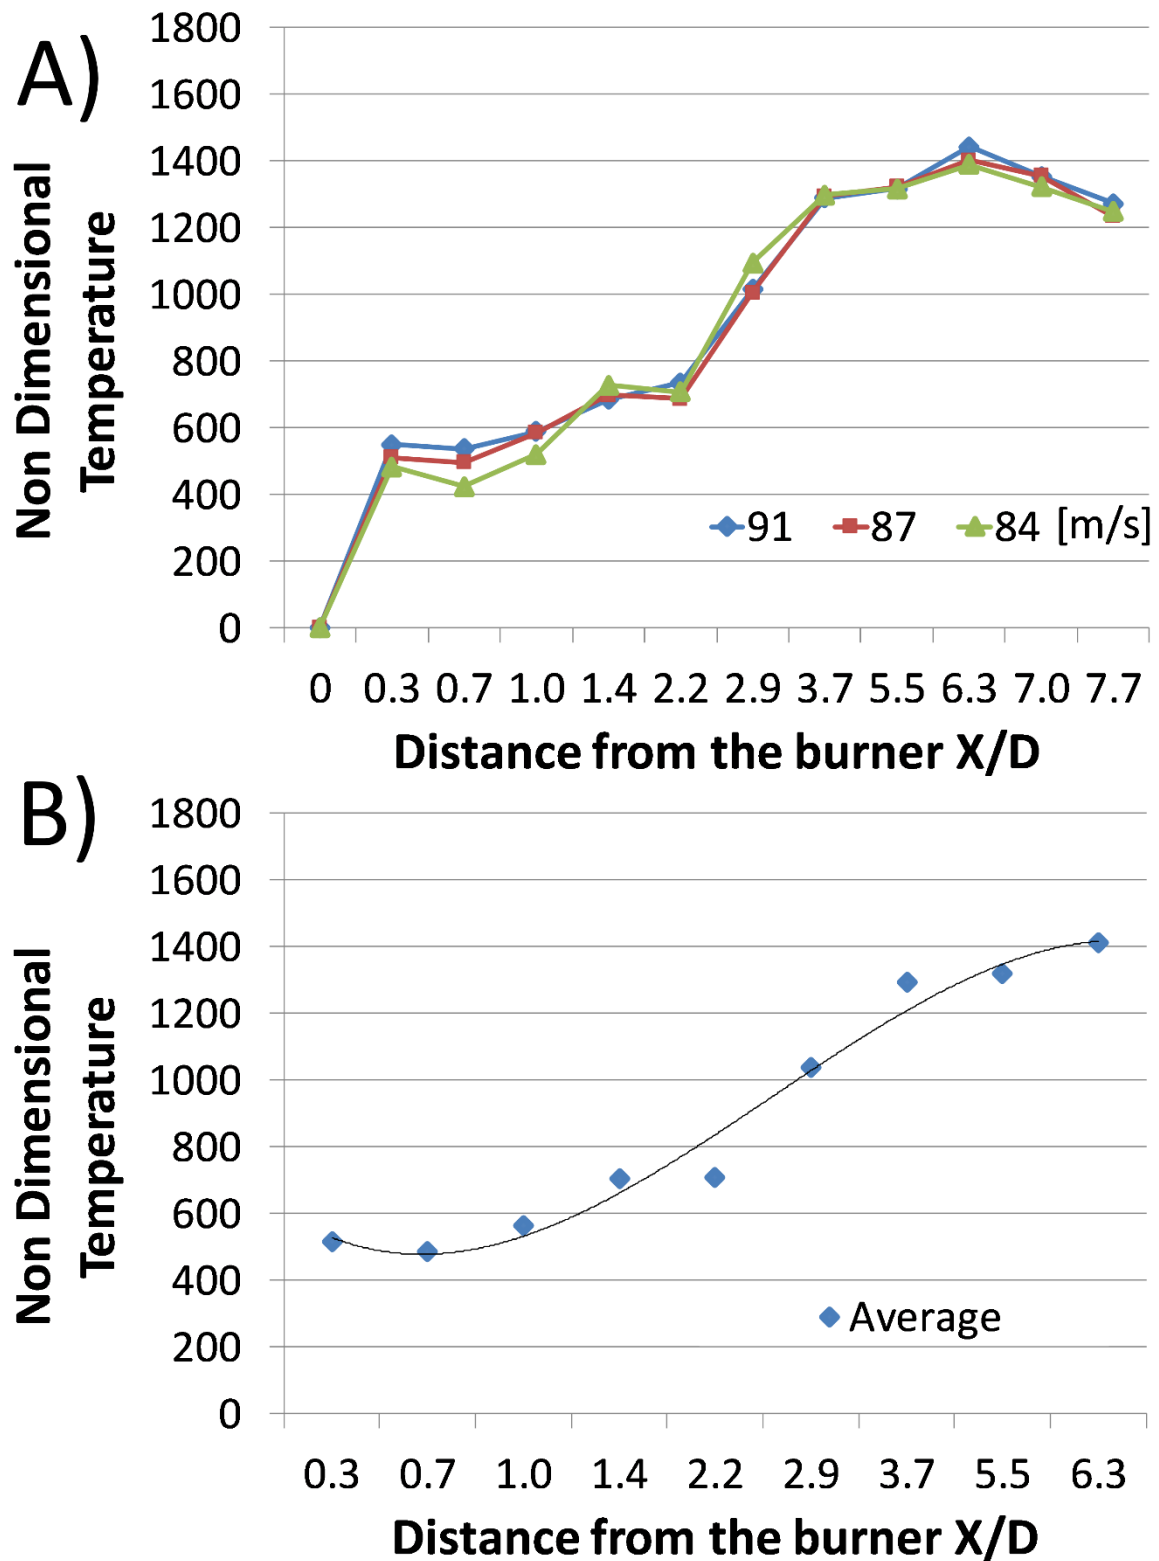 A)
Non Dimensional
Temperature
1800
1600
1400
1200
1000
800
600
400
200
0
91 87 84 [m/s]
0 0.3 0.7 1.0 1.4 2.2 2.9 3.7 5.5 6.3 7.0 7.7
Distance from the burner X/D
B)
Non Dimensional
Temperature
1800
1600
1400
1200
1000
800
600
400
200
0
Average
0.3 0.7 1.0 1.4 2.2 2.9 3.7 5.5 6.3
Distance from the burner X/D